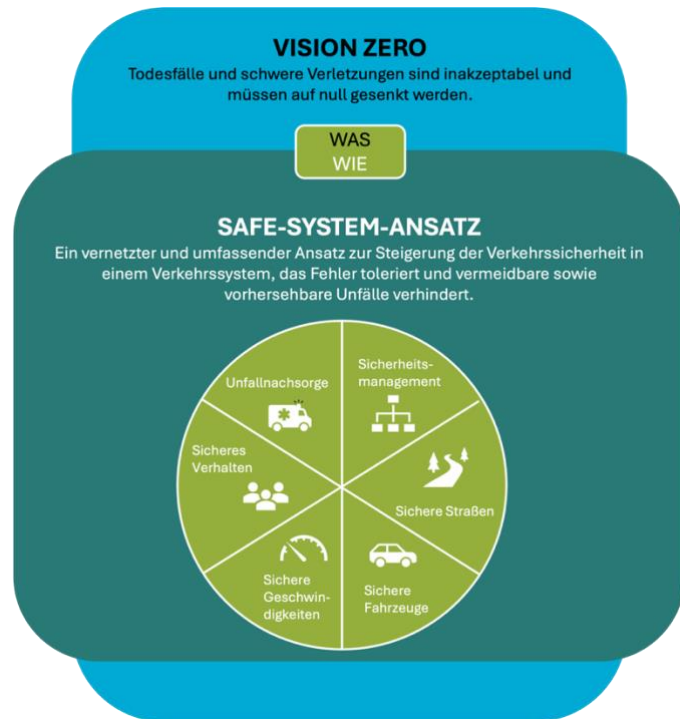 VISION ZERO
Todesfälle und schwere Verletzungen sind inakzeptabel und
müssen auf null gesenkt werden.
WAS
WIE
SAFE-SYSTEM-ANSATZ
Ein vernetzter und umfassender Ansatz zur Steigerung der Verkehrssicherheit in
einem Verkehrssystem, das Fehler toleriert und vermeidbare sowie
vorhersehbare Unfälle verhindert.
Unfallnachsorge
Sicherheits-
management
Sicheres
Verhalten
Sichere Straßen
Sichere
Geschwin-
digkeiten
Sichere
Fahrzeuge